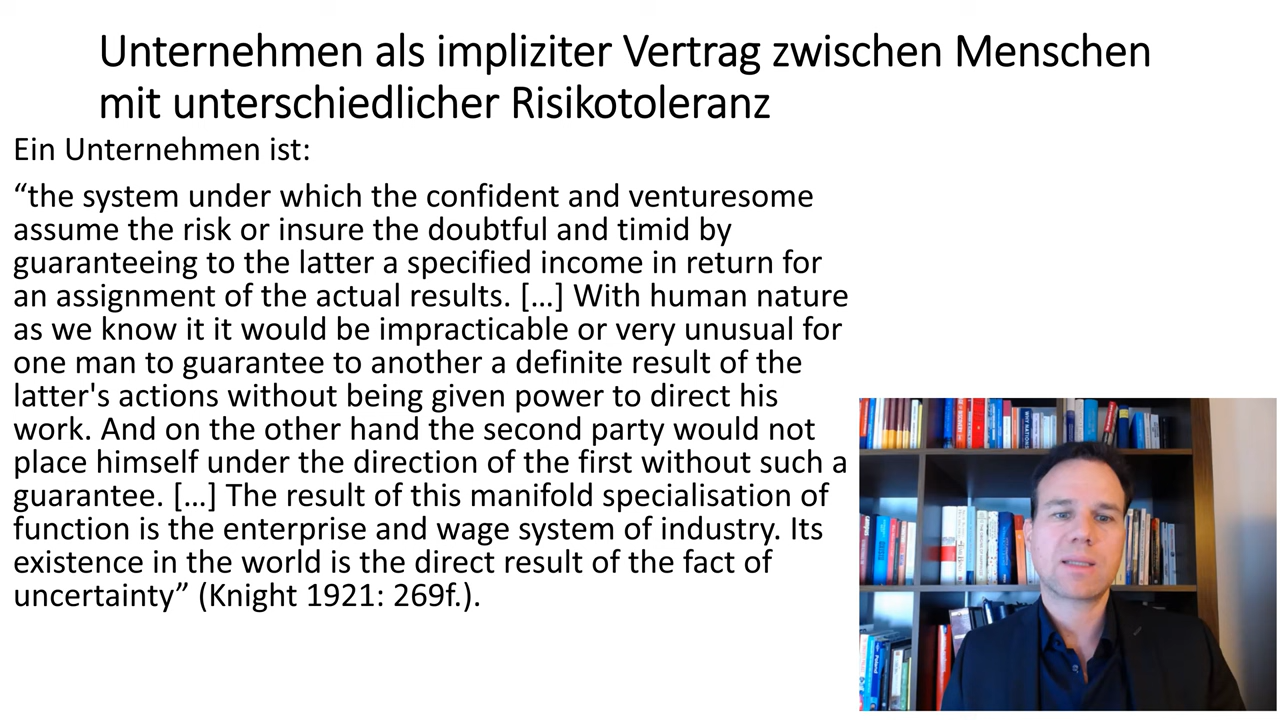 Unternehmen als impliziter Vertrag zwischen Menschen
mit unterschiedlicher Risikotoleranz
Ein Unternehmen ist:
“the system under which the confident and venturesome
assume the risk or insure the doubtful and timid by
guaranteeing to the latter a specified income in return for
an assignment of the actual results. […] With human nature
as we know it it would be impracticable or very unusual for
one man to guarantee to another a definite result of the
latter's actions without being given power to direct his
work. And on the other hand the second party would not
place himself under the direction of the first without such a
guarantee. […] The result of this manifold specialisation of
function is the enterprise and wage system of industry. Its
existence in the world is the direct result of the fact of
uncertainty” (Knight 1921: 269f.).